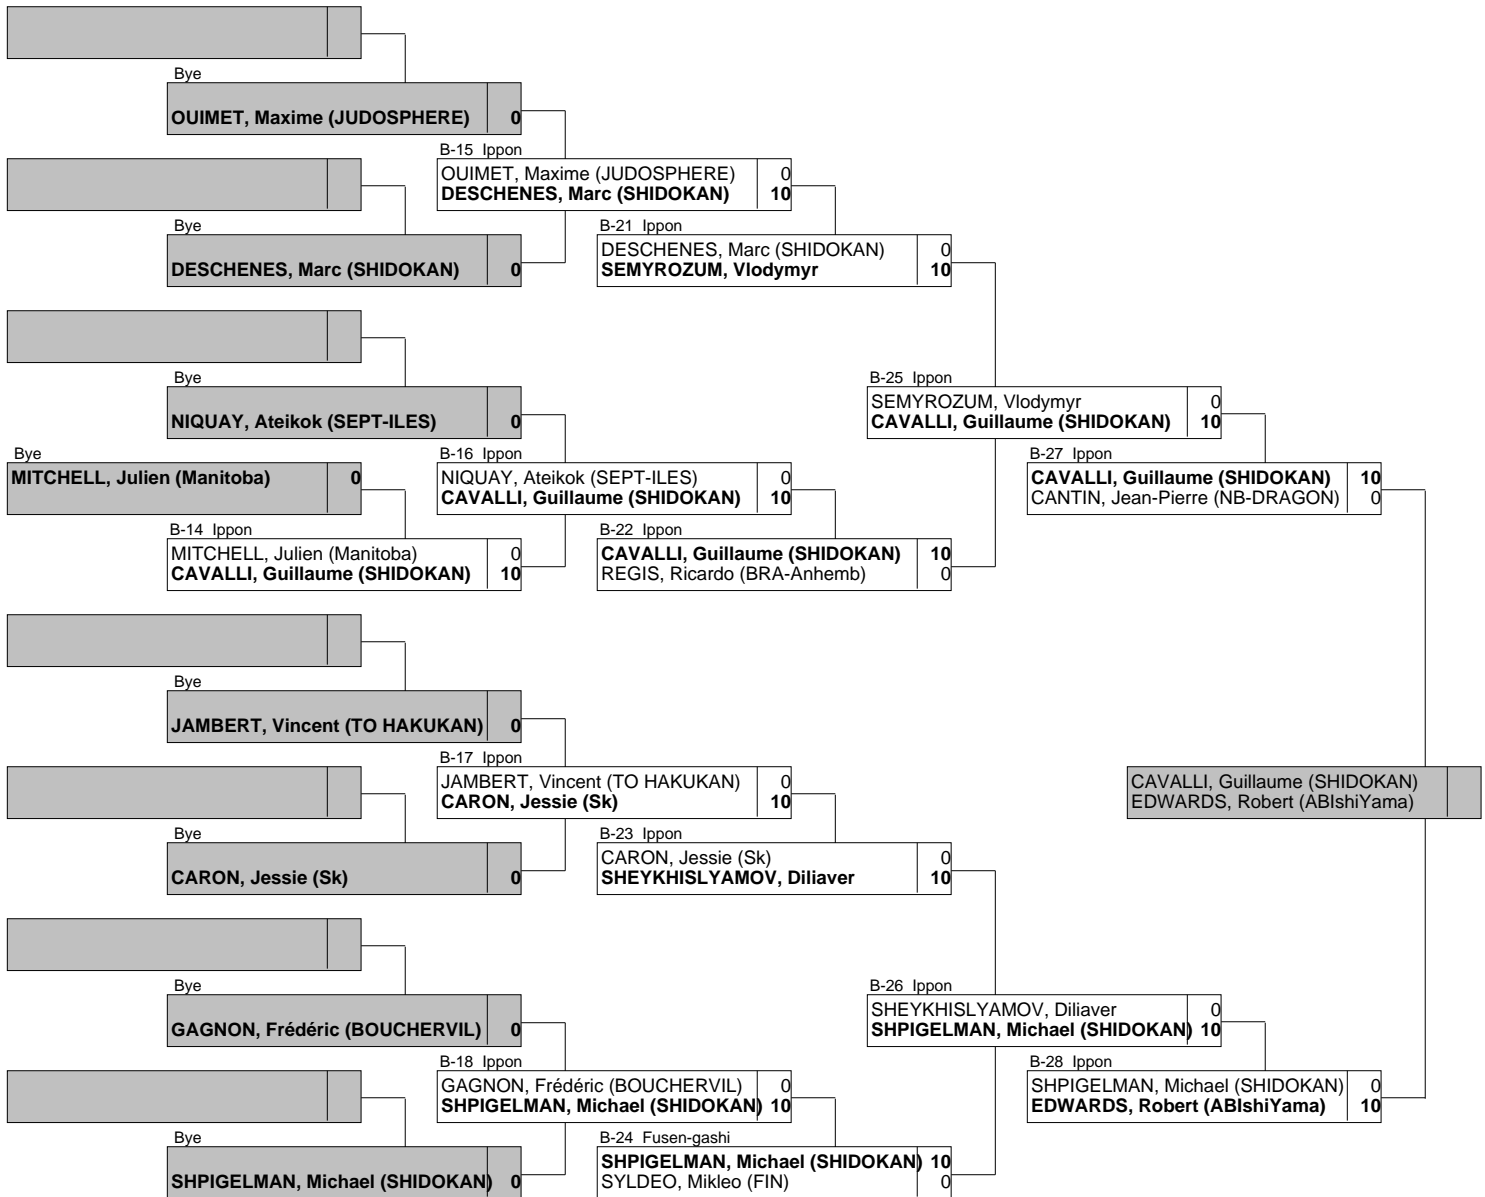 Bye
OUIMET, Maxime (JUDOSPHERE) 0
B-15 Ippon
OUIMET, Maxime (JUDOSPHERE) 0
DESCHENES, Marc (SHIDOKAN) 10
Bye
DESCHENES, Marc (SHIDOKAN) 0
B-21 Ippon
DESCHENES, Marc (SHIDOKAN) 0
SEMYROZUM, Vlodymyr 10
Bye
NIQUAY, Ateikok (SEPT-ILES) 0
B-25 Ippon
SEMYROZUM, Vlodymyr 0
CAVALLI, Guillaume (SHIDOKAN) 10
Bye
MITCHELL, Julien (Manitoba) 0
B-16 Ippon
NIQUAY, Ateikok (SEPT-ILES) 0
CAVALLI, Guillaume (SHIDOKAN) 10
B-27 Ippon
CAVALLI, Guillaume (SHIDOKAN) 10
CANTIN, Jean-Pierre (NB-DRAGON) 0
B-14 Ippon
MITCHELL, Julien (Manitoba) 0
CAVALLI, Guillaume (SHIDOKAN) 10
B-22 Ippon
CAVALLI, Guillaume (SHIDOKAN) 10
REGIS, Ricardo (BRA-Anhemb) 0
Bye
JAMBERT, Vincent (TO HAKUKAN) 0
B-17 Ippon
JAMBERT, Vincent (TO HAKUKAN) 0
CARON, Jessie (Sk) 10
CAVALLI, Guillaume (SHIDOKAN)
EDWARDS, Robert (ABIshiYama)
Bye
CARON, Jessie (Sk) 0
B-23 Ippon
CARON, Jessie (Sk) 0
SHEYKHISLYAMOV, Diliaver 10
Bye
GAGNON, Frédéric (BOUCHERVIL) 0
B-26 Ippon
SHEYKHISLYAMOV, Diliaver 0
SHPIGELMAN, Michael (SHIDOKAN) 10
B-18 Ippon
GAGNON, Frédéric (BOUCHERVIL) 0
SHPIGELMAN, Michael (SHIDOKAN) 10
B-28 Ippon
SHPIGELMAN, Michael (SHIDOKAN) 0
EDWARDS, Robert (ABIshiYama) 10
Bye
SHPIGELMAN, Michael (SHIDOKAN) 0
B-24 Fusen-gashi
SHPIGELMAN, Michael (SHIDOKAN) 10
SYLDEO, Mikleo (FIN) 0